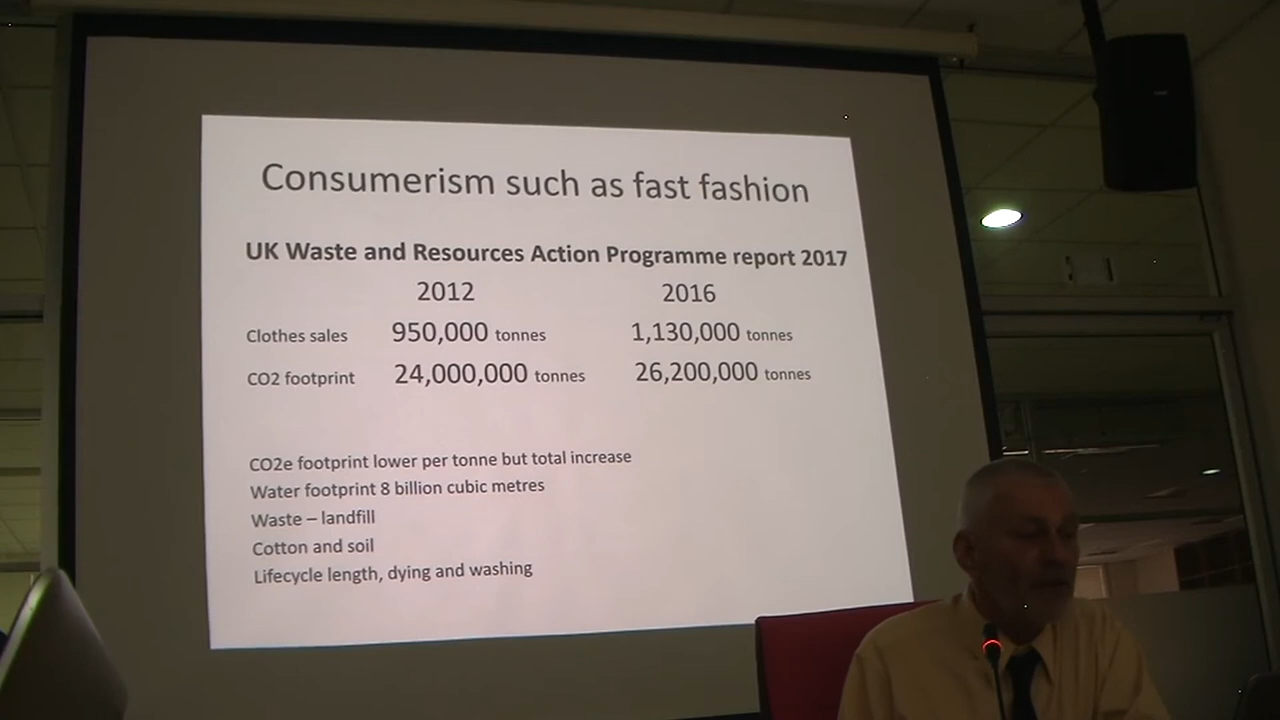 Consumerism such as fast fashion
UK Waste and Resources Action Programme report 2017
2012 2016
Clothes sales 950,000 tonnes 1,130,000 tonnes
CO2 footprint 24,000,000 tonnes 26,200,000 tonnes
CO2e footprint lower per tonne but total increase
Water footprint 8 billion cubic metres
Waste – landfill
Cotton and soil
Lifecycle length, dying and washing